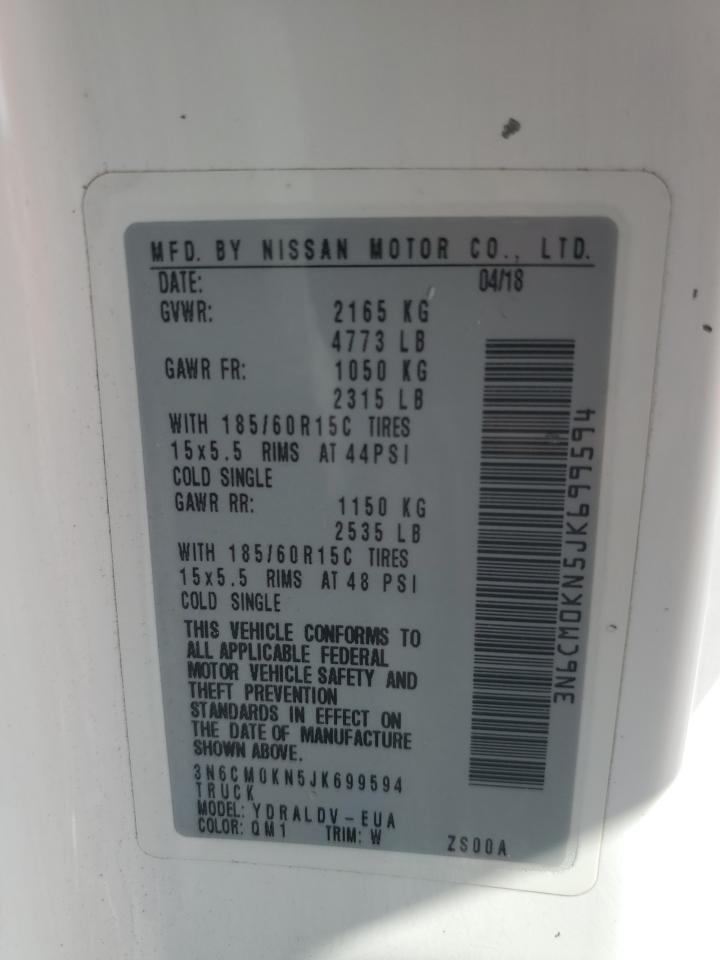 MFD. BY NISSAN MOTOR CO., LTD.
DATE: 04/18
GVWR: 2165 KG
4773 LB
GAWR FR: 1050 KG
2315 LB
WITH 185/60R15C TIRES
15x5.5 RIMS AT 44PSI
COLD SINGLE
GAWR RR: 1150 KG
2535 LB
WITH 185/60R15C TIRES
15x5.5 RIMS AT 48 PSI
COLD SINGLE
THIS VEHICLE CONFORMS TO
ALL APPLICABLE FEDERAL
MOTOR VEHICLE SAFETY AND
THEFT PREVENTION
STANDARDS IN EFFECT ON
THE DATE OF MANUFACTURE
SHOWN ABOVE.
3N6CM0KN5JK699594
TRUCK
MODEL: YDRALDV-EUA
COLOR: QM1 TRIM: W ZS00A
3N6CM0KN5JK699594